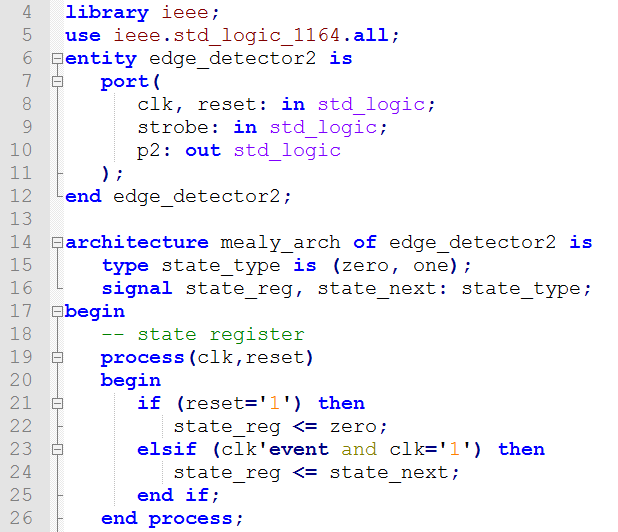 4 library ieee;
5 use ieee.std_logic_1164.all;
6 entity edge_detector2 is
7 port(
8 clk, reset: in std_logic;
9 strobe: in std_logic;
10 p2: out std_logic
11 );
12 end edge_detector2;
13
14 architecture mealy_arch of edge_detector2 is
15 type state_type is (zero, one);
16 signal state_reg, state_next: state_type;
17 begin
18 -- state register
19 process(clk,reset)
20 begin
21 if (reset='1') then
22 state_reg <= zero;
23 elsif (clk'event and clk='1') then
24 state_reg <= state_next;
25 end if;
26 end process;